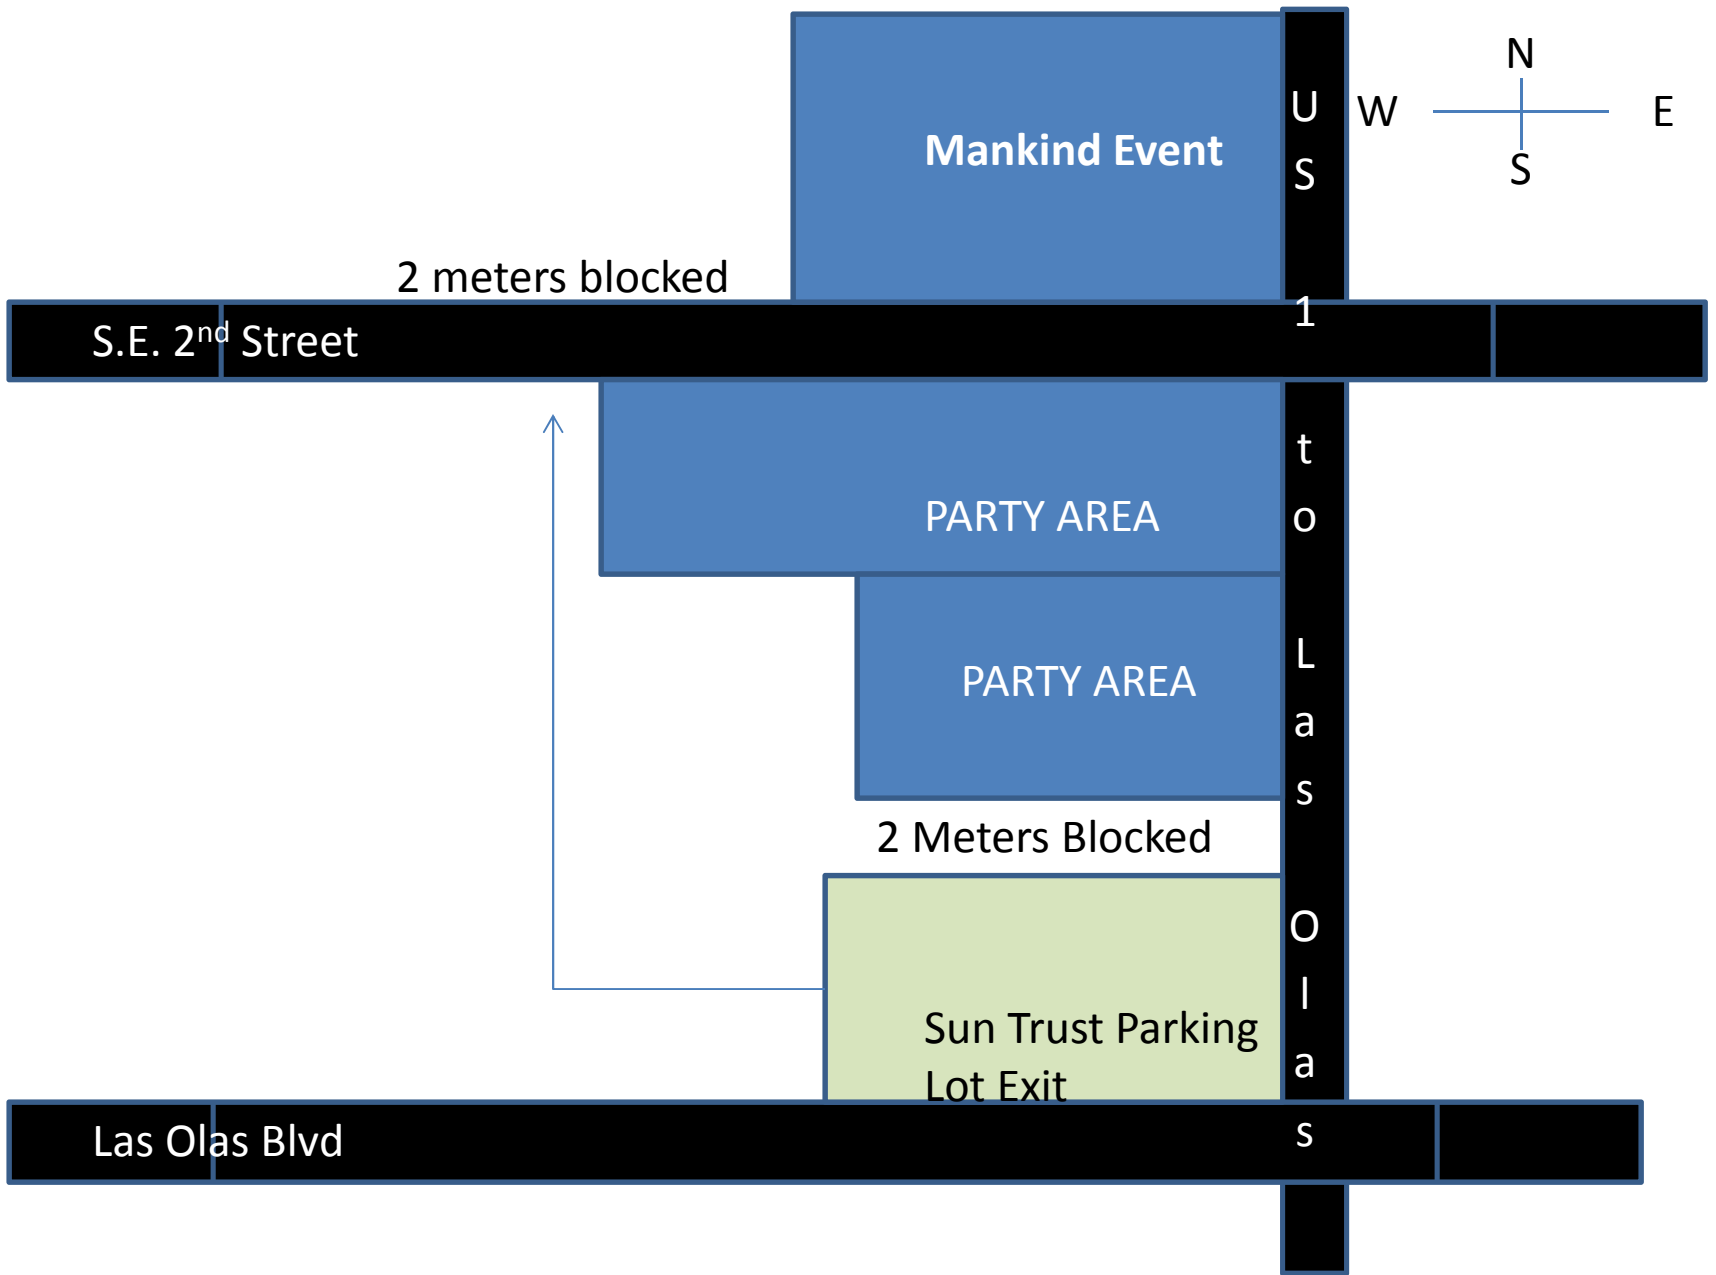 N
W E
S
Mankind Event
2 meters blocked
S.E. 2nd Street
US 1 to Las Olas
PARTY AREA
PARTY AREA
2 Meters Blocked
Sun Trust Parking
Lot Exit
Las Olas Blvd